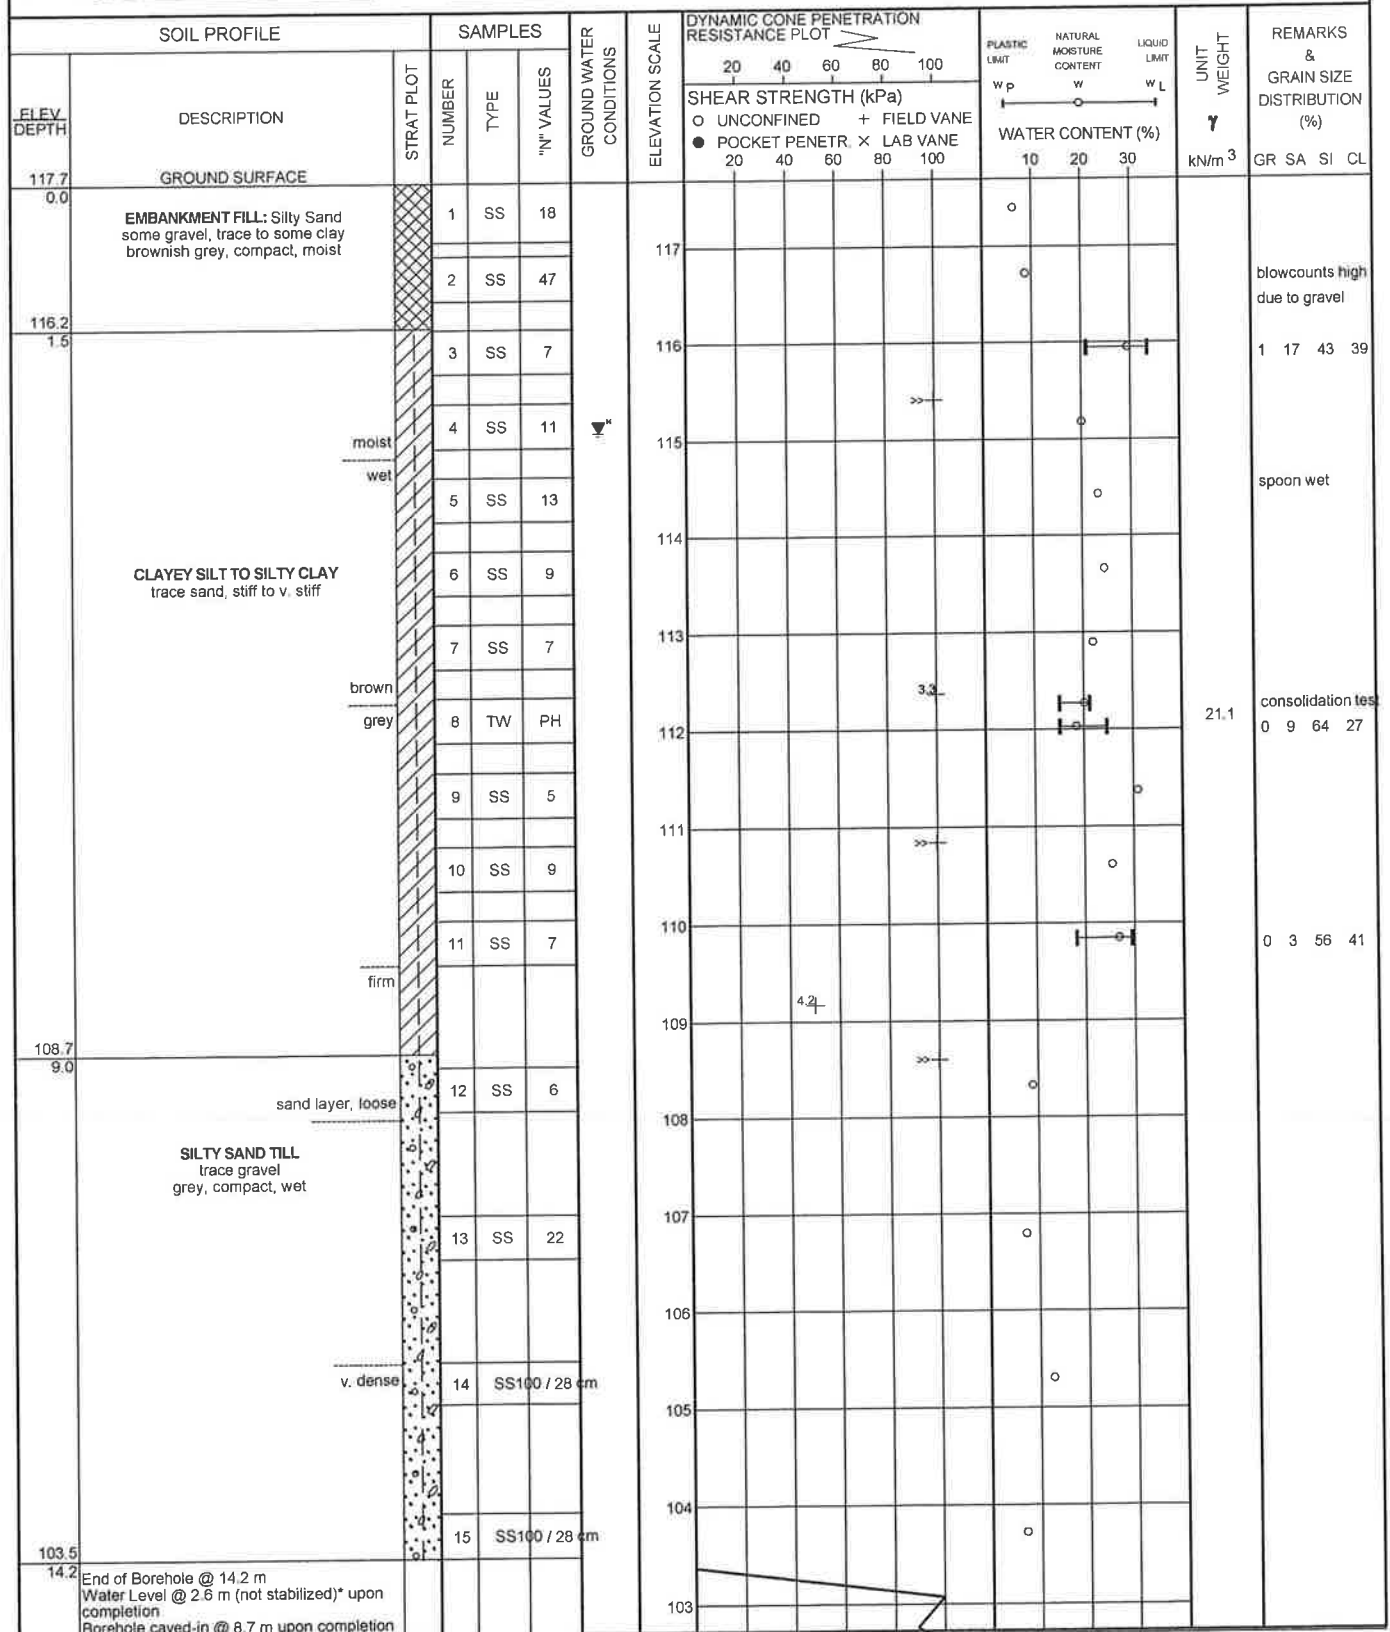 SOIL PROFILE
SAMPLES
GROUND WATER CONDITIONS
ELEVATION SCALE
DYNAMIC CONE PENETRATION
RESISTANCE PLOT
20 40 60 80 100
SHEAR STRENGTH (kPa)
○ UNCONFINED + FIELD VANE
● POCKET PENETR. × LAB VANE
20 40 60 80 100
PLASTIC LIMIT
NATURAL MOISTURE CONTENT
LIQUID LIMIT
WP W WL
WATER CONTENT (%)
10 20 30
UNIT WEIGHT
γ
kN/m 3
REMARKS
&
GRAIN SIZE
DISTRIBUTION
(%)
GR SA SI CL
ELEV
DEPTH
DESCRIPTION
STRAT PLOT
NUMBER
TYPE
"N" VALUES
117.7
GROUND SURFACE
0.0
EMBANKMENT FILL: Silty Sand
some gravel, trace to some clay
brownish grey, compact, moist
1 SS 18
117
2 SS 47
blowcounts high
due to gravel
116.2
1.5
3 SS 7
116
1 17 43 39
>>
4 SS 11
moist
115
wet
spoon wet
5 SS 13
114
CLAYEY SILT TO SILTY CLAY
trace sand, stiff to v. stiff
6 SS 9
113
7 SS 7
brown
3.3
consolidation test
grey
8 TW PH
112
21.1
0 9 64 27
9 SS 5
111
>>
10 SS 9
110
11 SS 7
0 3 56 41
firm
4.2
109
108.7
9.0
>>
12 SS 6
sand layer, loose
108
SILTY SAND TILL
trace gravel
grey, compact, wet
107
13 SS 22
106
v. dense
14 SS100 / 28 cm
105
104
15 SS100 / 28 cm
103.5
14.2
End of Borehole @ 14.2 m
Water Level @ 2.6 m (not stabilized)* upon
completion
Borehole caved-in @ 8.7 m upon completion
103